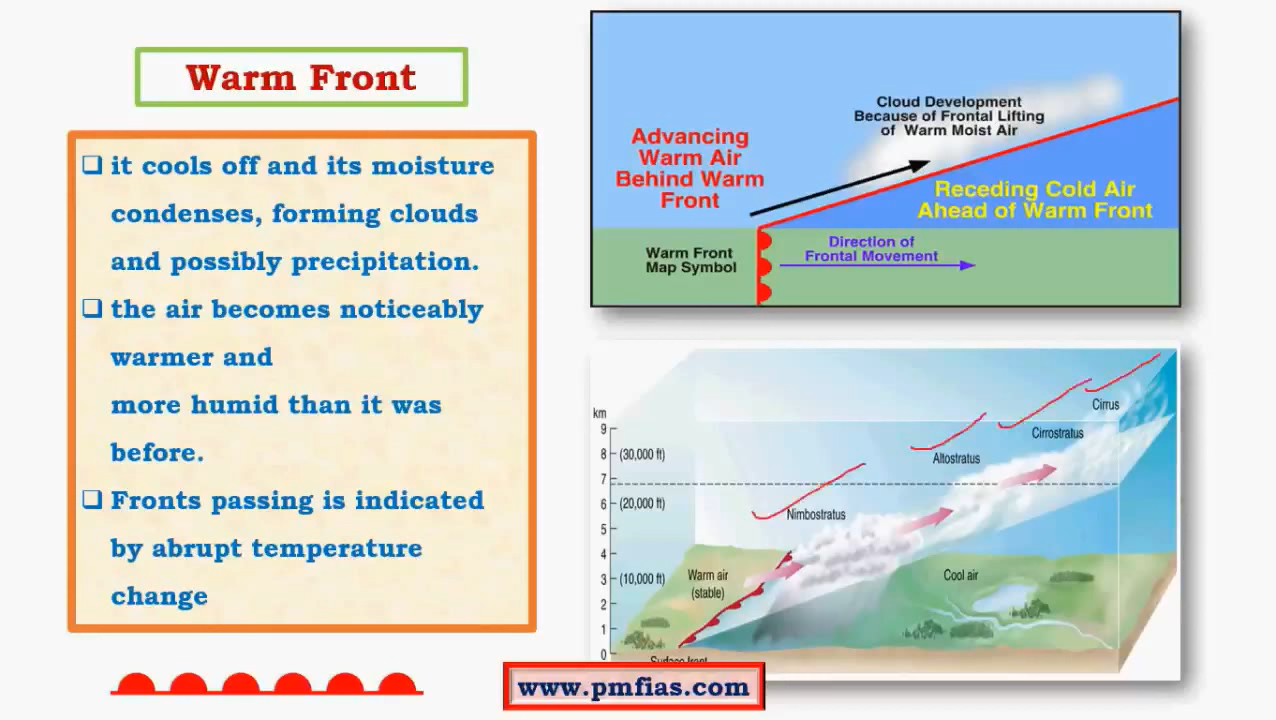 Warm Front
❑ it cools off and its moisture
condenses, forming clouds
and possibly precipitation.
❑ the air becomes noticeably
warmer and
more humid than it was
before.
❑ Fronts passing is indicated
by abrupt temperature
change
Cloud Development
Because of Frontal Lifting
of Warm Moist Air
Advancing
Warm Air
Behind Warm
Front
Receding Cold Air
Ahead of Warm Front
Warm Front
Map Symbol
Direction of
Frontal Movement
km
9
8 (30,000 ft)
7
6 (20,000 ft)
5
4
3 (10,000 ft)
2
1
0
Cirrus
Cirrostratus
Altostratus
Nimbostratus
Warm air
(stable)
Cool air
Surface front
www.pmfias.com